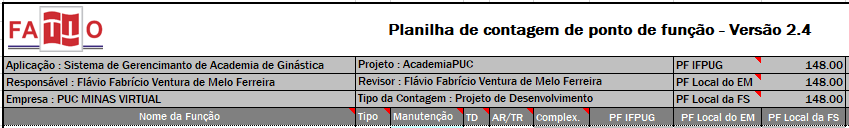 FATTO
Planilha de contagem de ponto de função - Versão 2.4
Aplicação : Sistema de Gerencimanto de Academia de Ginástica Projeto : AcademiaPUC PF IFPUG 148.00
Responsável : Flávio Fabrício Ventura de Melo Ferreira Revisor : Flávio Fabrício Ventura de Melo Ferreira PF Local do EM 148.00
Empresa : PUC MINAS VIRTUAL Tipo da Contagem : Projeto de Desenvolvimento PF Local da FS 148.00
Nome da Função Tipo Manutenção TD AR/TR Complex. PF IFPUG PF Local do EM PF Local da FS